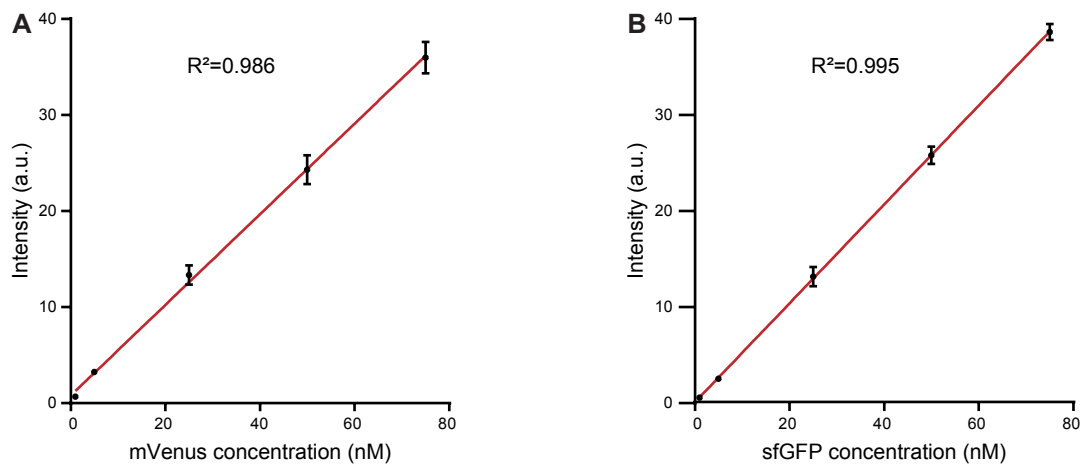 A
R²=0.986
40
30
20
10
0
Intensity (a.u.)
0 20 40 60 80
mVenus concentration (nM)
B
R²=0.995
40
30
20
10
0
Intensity (a.u.)
0 20 40 60 80
sfGFP concentration (nM)